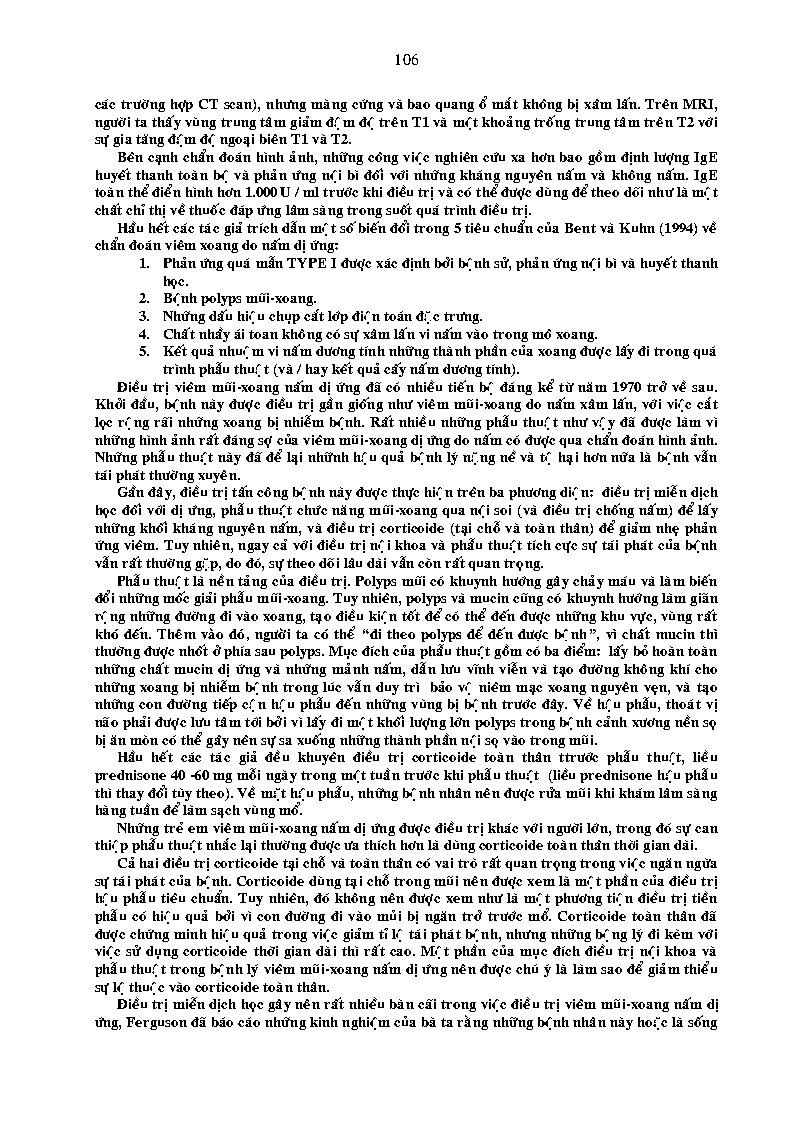 106
các trường hợp CT scan), nhưng màng cứng và bao quang ổ mắt không bị xâm lấn. Trên MRI,
người ta thấy vùng trung tâm giảm đậm độ trên T1 và một khoảng trống trung tâm trên T2 với
sự gia tăng đậm độ ngoại biên T1 và T2.
Bên cạnh chẩn đoán hình ảnh, những công việc nghiên cứu xa hơn bao gồm định lượng IgE
huyết thanh toàn bộ và phản ứng nội bì đối với những kháng nguyên nấm và không nấm. IgE
toàn thể điển hình hơn 1.000 U / ml trước khi điều trị và có thể được dùng để theo dõi như là một
chất chỉ thị về thuốc đáp ứng lâm sàng trong suốt quá trình điều trị.
Hầu hết các tác giả trích dẫn một số biến đổi trong 5 tiêu chuẩn của Bent và Kuhn (1994) về
chẩn đoán viêm xoang do nấm dị ứng:
1. Phản ứng quá mẫn TYPE I được xác định bởi bệnh sử, phản ứng nội bì và huyết thanh
học.
2. Bệnh polyps mũi-xoang.
3. Những dấu hiệu chụp cắt lớp điện toán đặc trưng.
4. Chất nhầy ái toan không có sự xâm lấn vi nấm vào trong mô xoang.
5. Kết quả nhuộm vi nấm dương tính những thành phần của xoang được lấy đi trong quá
trình phẫu thuật (và / hay kết quả cấy nấm dương tính).
Điều trị viêm mũi-xoang nấm dị ứng đã có nhiều tiến bộ đáng kể từ năm 1970 trở về sau.
Khởi đầu, bệnh này được điều trị gần giống như viêm mũi-xoang do nấm xâm lấn, với việc cắt
lọc rộng rãi những xoang bị nhiễm bệnh. Rất nhiều những phẫu thuật như vậy đã được làm vì
những hình ảnh rất đáng sợ của viêm mũi-xoang dị ứng do nấm có được qua chẩn đoán hình ảnh.
Những phẫu thuật này đã để lại nhữnh hậu quả bệnh lý nặng nề và tệ hại hơn nữa là bệnh vẫn
tái phát thường xuyên.
Gần đây, điều trị tấn công bệnh này được thực hiện trên ba phương diện:  điều trị miễn dịch
học đối với dị ứng, phẫu thuật chức năng mũi-xoang qua nội soi (và điều trị chống nấm) để lấy
những khối kháng nguyên nấm, và điều trị corticoide (tại chỗ và toàn thân) để giảm nhẹ phản
ứng viêm. Tuy nhiên, ngay cả với điều trị nội khoa và phẫu thuật tích cực sự tái phát của bệnh
vẫn rất thường gặp, do đó, sự theo dõi lâu dài vẫn còn rất quan trọng.
Phẫu thuật là nền tảng của điều trị. Polyps mũi có khuynh hướng gây chảy máu và làm biến
đổi những mốc giải phẫu mũi-xoang. Tuy nhiên, polyps và mucin cũng có khuynh hướng làm giãn
rộng những đường đi vào xoang, tạo điều kiện tốt để có thể đến được những khu vực, vùng rất
khó đến. Thêm vào đó, người ta có thể “đi theo polyps để đến được bệnh”, vì chất mucin thì
thường được nhốt ở phía sau polyps. Mục đích của phẫu thuật gồm có ba điểm:  lấy bỏ hoàn toàn
những chất mucin dị ứng và những mảnh nấm, dẫn lưu vĩnh viễn và tạo đường không khí cho
những xoang bị nhiễm bệnh trong lúc vẫn duy trì  bảo vệ niêm mạc xoang nguyên vẹn, và tạo
những con đường tiếp cận hậu phẫu đến những vùng bị bệnh trước đây. Về hậu phẫu, thoát vị
não phải được lưu tâm tới bởi vì lấy đi một khối lượng lớn polyps trong bệnh cảnh xương nền sọ
bị ăn mòn có thể gây nên sự sa xuống những thành phần nội sọ vào trong mũi.
Hầu hết các tác giả đều khuyên điều trị corticoide toàn thân ttrước phẫu thuật, liều
prednisone 40 -60 mg mỗi ngày trong một tuần trước khi phẫu thuật  (liều prednisone hậu phẫu
thì thay đổi tùy theo). Về mặt hậu phẫu, những bệnh nhân nên được rửa mũi khi khám lâm sàng
hàng tuần để làm sạch vùng mổ.
Những trẻ em viêm mũi-xoang nấm dị ứng được điều trị khác với người lớn, trong đó sự can
thiệp phẫu thuật nhắc lại thường được ưa thích hơn là dùng corticoide toàn thân thời gian dài.
Cả hai điều trị corticoide tại chỗ và toàn thân có vai trò rất quan trọng trong việc ngăn ngừa
sự tái phát của bệnh. Corticoide dùng tại chỗ trong mũi nên được xem là một phần của điều trị
hậu phẫu tiêu chuẩn. Tuy nhiên, đó không nên được xem như là một phương tiện điều trị tiền
phẫu có hiệu quả bởi vì con đường đi vào mủi bị ngăn trở trước mổ. Corticoide toàn thân đã
được chứng minh hiệu quả trong việc giảm tỉ lệ tái phát bệnh, nhưng những bệng lý đi kèm với
việc sử dụng corticoide thời gian dài thì rất cao. Một phần của mục đích điều trị nội khoa và
phẫu thuật trong bệnh lý viêm mũi-xoang nấm dị ứng nên được chú ý là làm sao để giảm thiểu
sự lệ thuộc vào corticoide toàn thân.
Điều trị miễn dịch học gây nên rất nhiều bàn cãi trong việc điều trị viêm mũi-xoang nấm dị
ứng, Ferguson đã báo cáo những kinh nghiệm của bà ta rằng những bệnh nhân này hoặc là sống